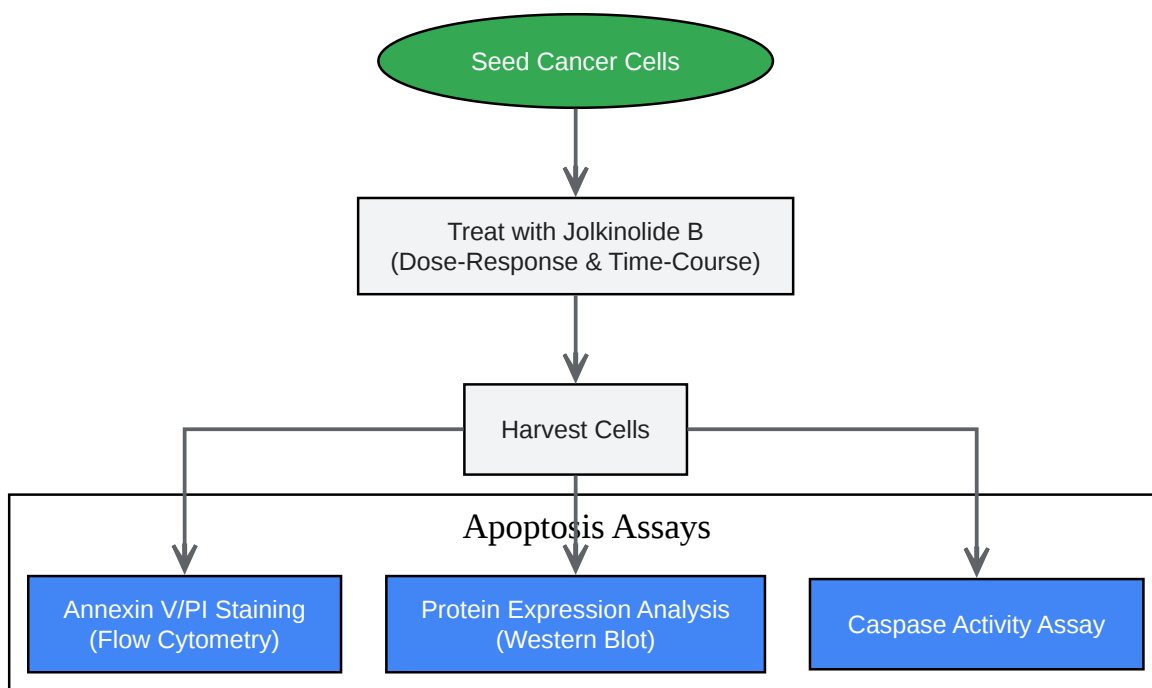 Seed Cancer Cells
Treat with Jolkinolide B
(Dose-Response & Time-Course)
Harvest Cells
Apoptosis Assays
Annexin V/PI Staining
(Flow Cytometry)
Protein Expression Analysis
(Western Blot)
Caspase Activity Assay